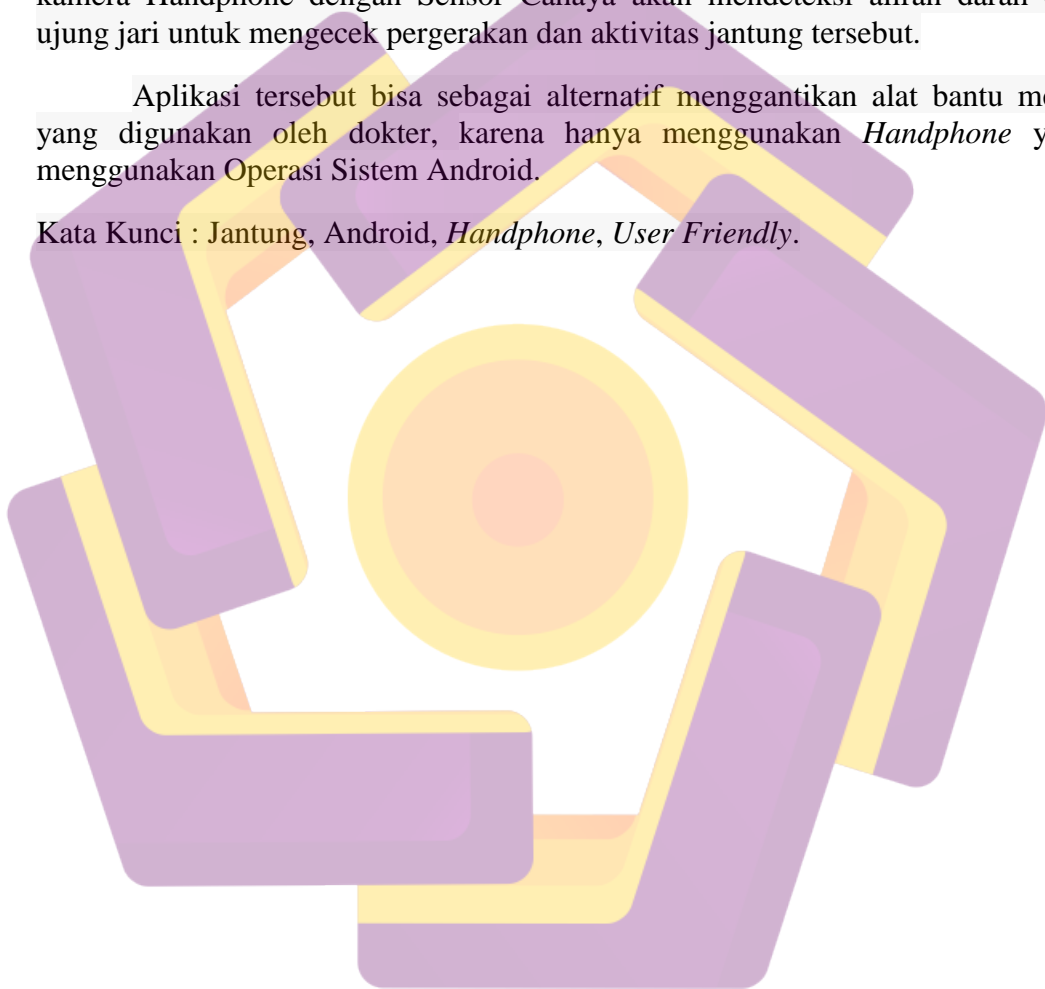 kamera Handphone dengan Sensor Cahaya akan mendeteksi aliran darah
ujung jari untuk mengecek pergerakan dan aktivitas jantung tersebut.
Aplikasi tersebut bisa sebagai alternatif menggantikan alat bantu
yang digunakan oleh dokter, karena hanya menggunakan Handphone
menggunakan Operasi Sistem Android.
Kata Kunci : Jantung, Android, Handphone, User Friendly.